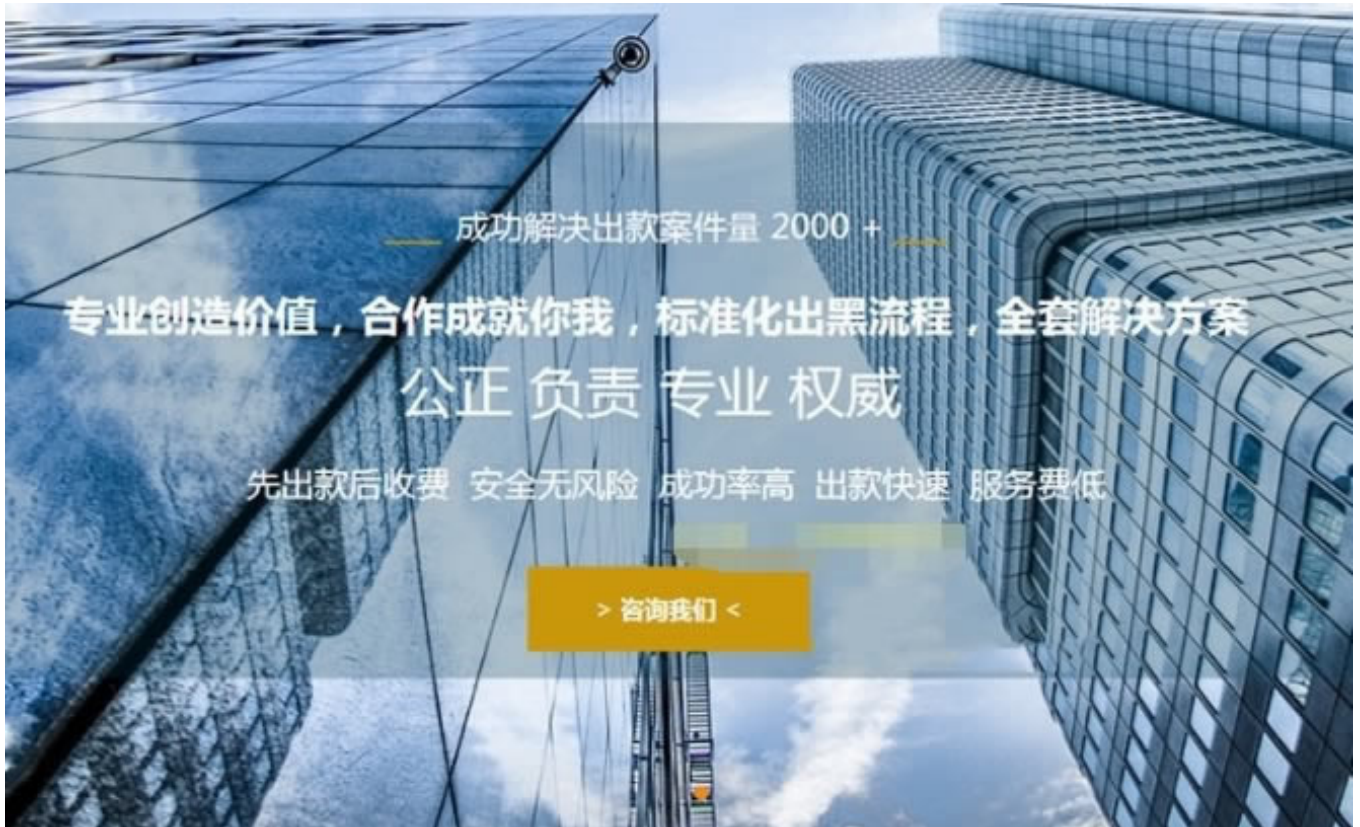 成功解决出款案件量 2000 +
专业创造价值，合作成就你我，标准化出黑流程，全套解决方案
公正 负责 专业 权威
先出款后收费 安全无风险 成功率高 出款快速 服务费低
> 咨询我们 <